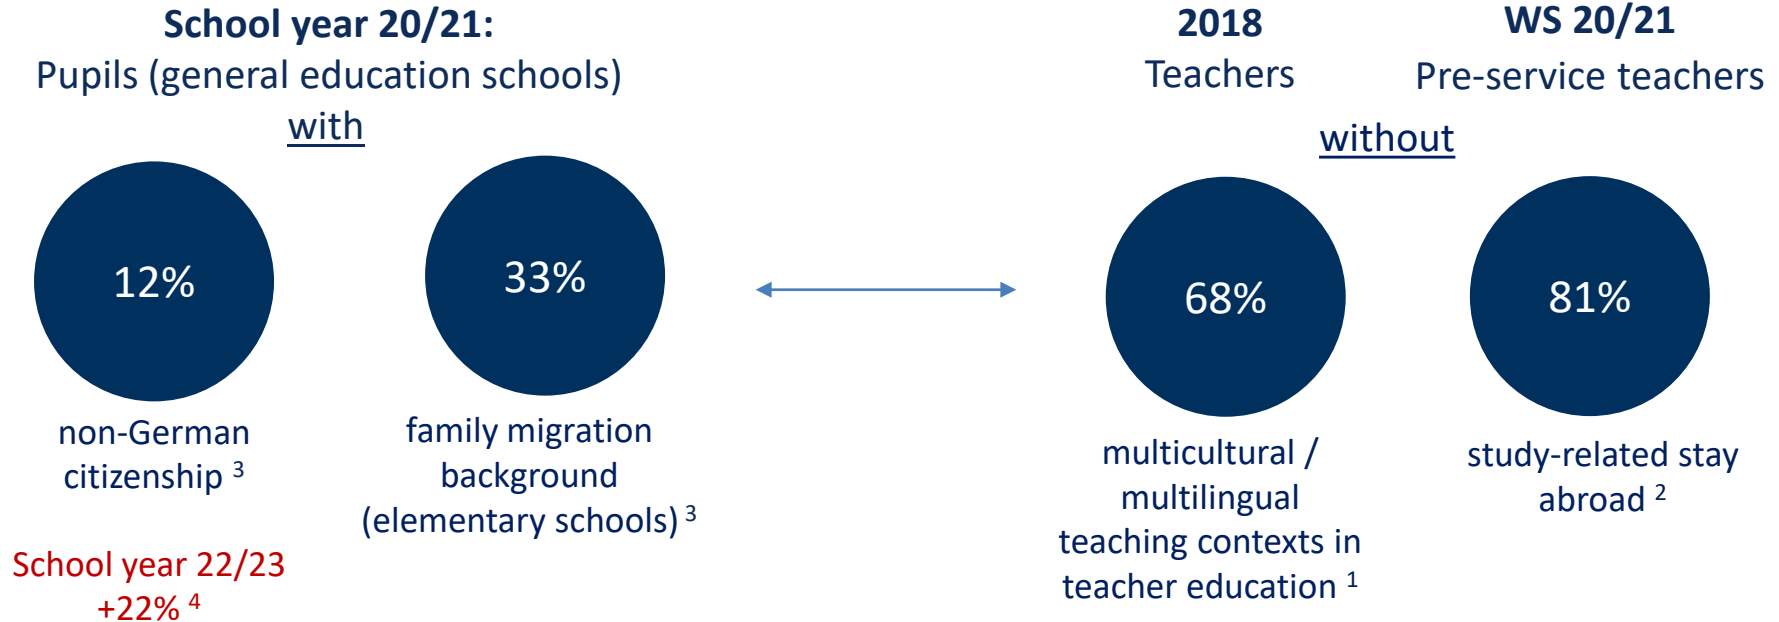 School year 20/21:
Pupils (general education schools)
with
12%
non-German
citizenship ³
School year 22/23
+22% ⁴
33%
family migration
background
(elementary schools) ³
2018
Teachers
WS 20/21
Pre-service teachers
without
68%
multicultural /
multilingual
teaching contexts in
teacher education ¹
81%
study-related stay
abroad ²